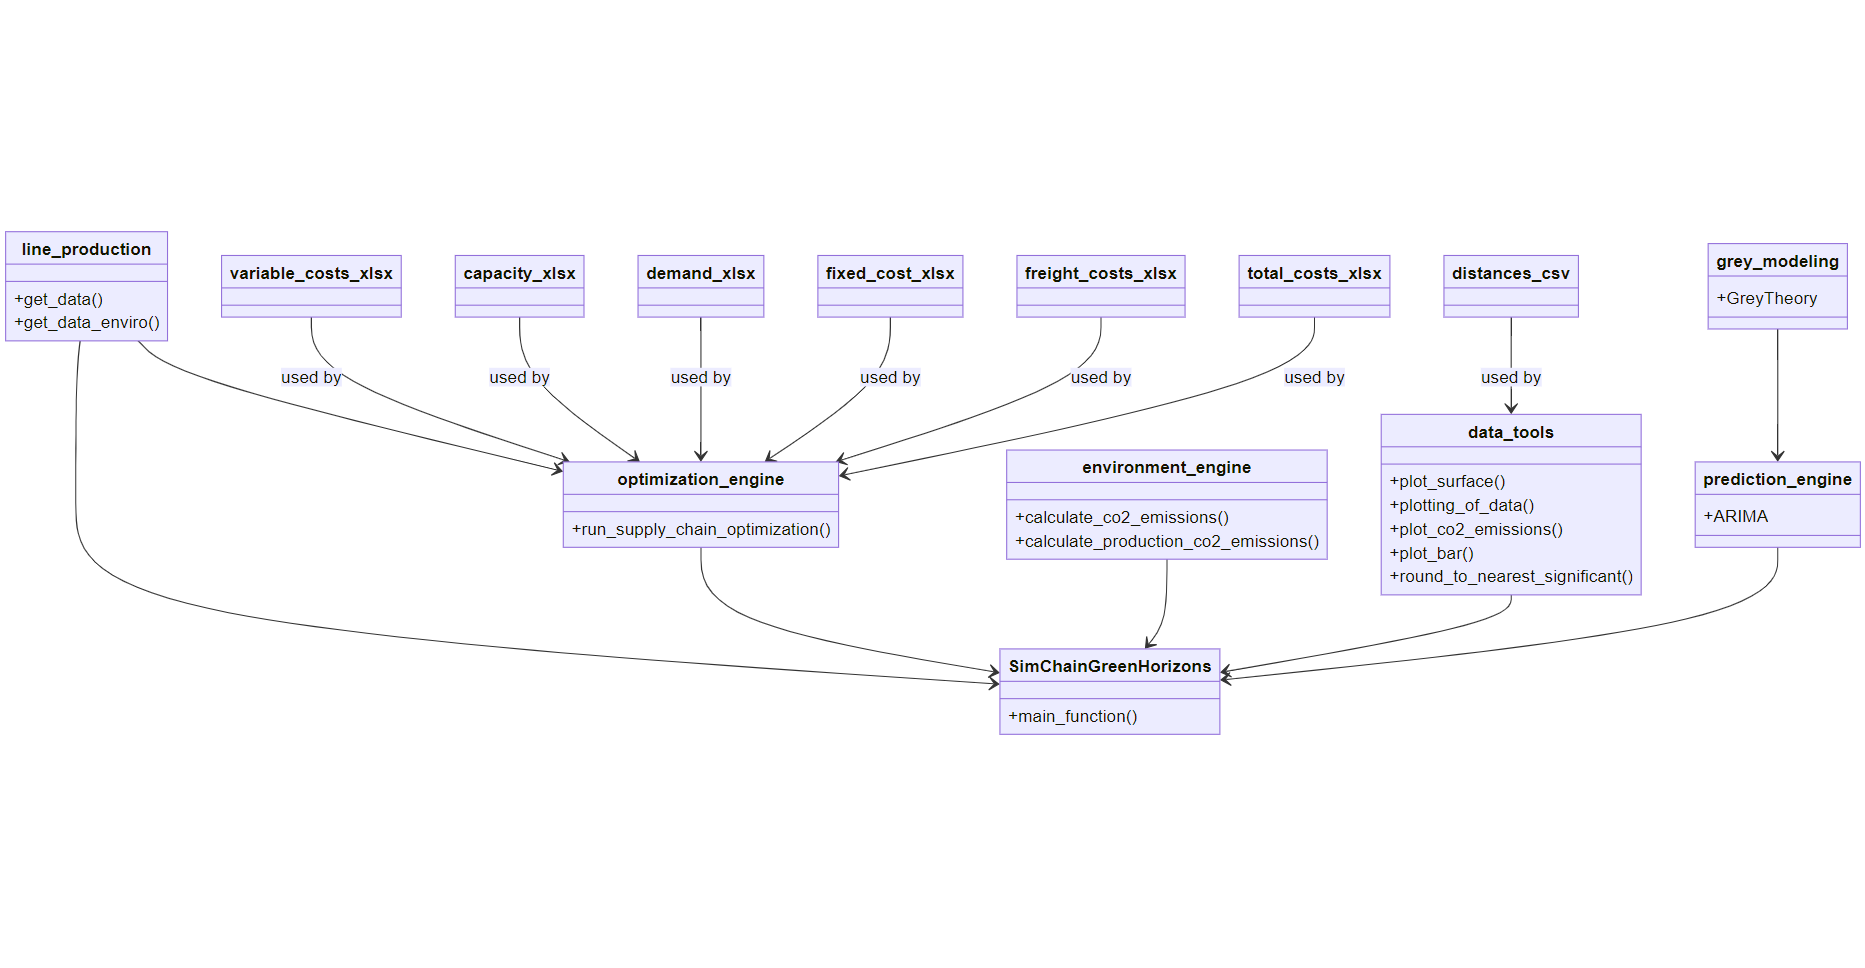 line_production
+get_data()
+get_data_enviro()
variable_costs_xlsx
capacity_xlsx
demand_xlsx
fixed_cost_xlsx
freight_costs_xlsx
total_costs_xlsx
distances_csv
grey_modeling
+GreyTheory
used by
used by
used by
used by
used by
used by
used by
optimization_engine
+run_supply_chain_optimization()
environment_engine
+calculate_co2_emissions()
+calculate_production_co2_emissions()
data_tools
+plot_surface()
+plotting_of_data()
+plot_co2_emissions()
+plot_bar()
+round_to_nearest_significant()
prediction_engine
+ARIMA
SimChainGreenHorizons
+main_function()